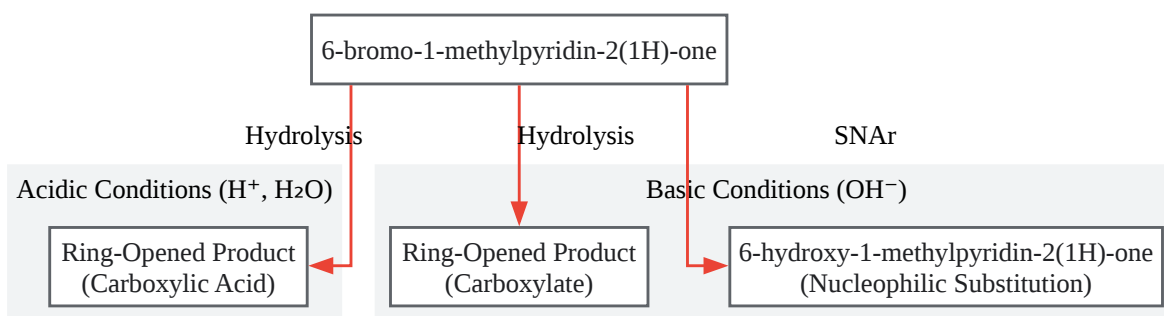 6-bromo-1-methylpyridin-2(1H)-one
Hydrolysis
Hydrolysis
SNAr
Acidic Conditions (H⁺, H₂O)
Basic Conditions (OH⁻)
Ring-Opened Product
(Carboxylic Acid)
Ring-Opened Product
(Carboxylate)
6-hydroxy-1-methylpyridin-2(1H)-one
(Nucleophilic Substitution)